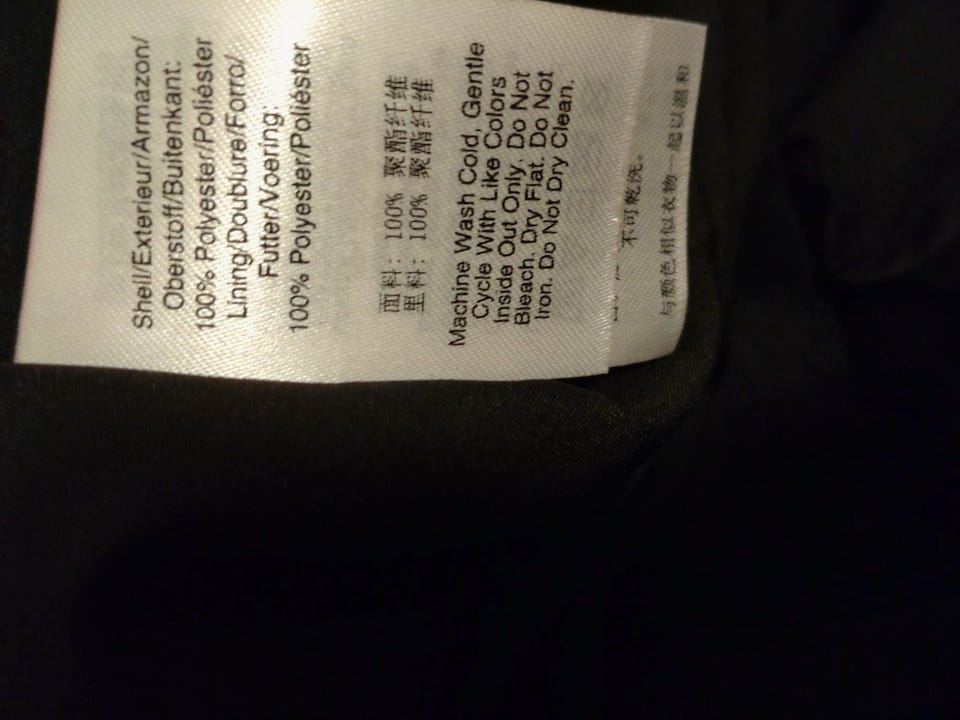 Shell/Exterieur/Armazon/
Oberstoff/Buitenkant:
100% Polyester/Poliéster
Lining/Doublure/Forro/
Futter/Voering:
100% Polyester/Poliéster
面料: 100% 聚酯纤维
里料: 100% 聚酯纤维
Machine Wash Cold, Gentle
Cycle With Like Colors
Inside Out Only. Do Not
Bleach. Dry Flat. Do Not
Iron. Do Not Dry Clean.
不可乾洗。
与颜色相似衣物一起以温和